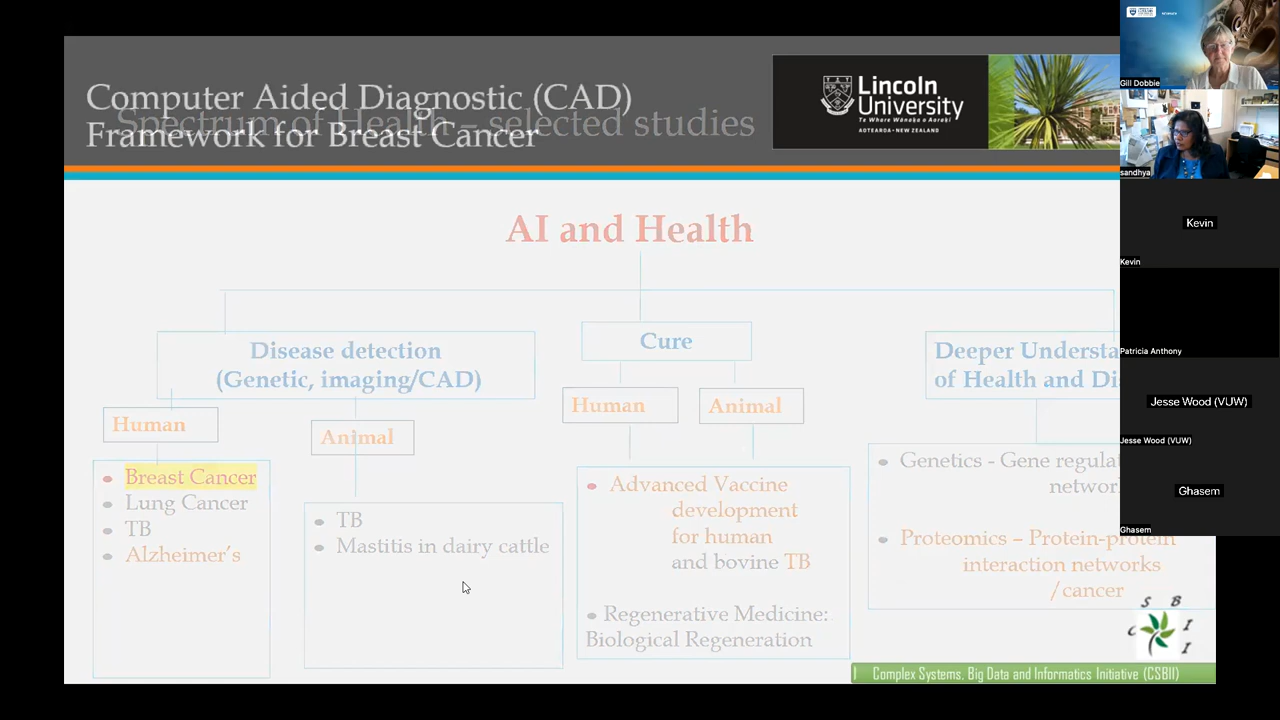 Computer Aided Diagnostic (CAD)
Framework for Breast Cancer
Spectrum of Health – selected studies
Lincoln
University
Te Whare Wānaka o Aoraki
AOTEAROA • NEW ZEALAND
AI and Health
Disease detection
(Genetic, imaging/CAD)
Human
• Breast Cancer
• Lung Cancer
• TB
• Alzheimer's
Animal
• TB
• Mastitis in dairy cattle
Cure
Human
Animal
• Advanced Vaccine
development
for human
and bovine TB
• Regenerative Medicine:
Biological Regeneration
Deeper Understa
of Health and Di
• Genetics - Gene regulat
networ
• Proteomics – Protein-protein
interaction networks
/cancer
C S B I I
Complex Systems, Big Data and Informatics Initiative (CSBII)
Gill Dobbie
sandhya
Kevin
Kevin
Patricia Anthony
Jesse Wood (VUW)
Jesse Wood (VUW)
Ghasem
Ghasem